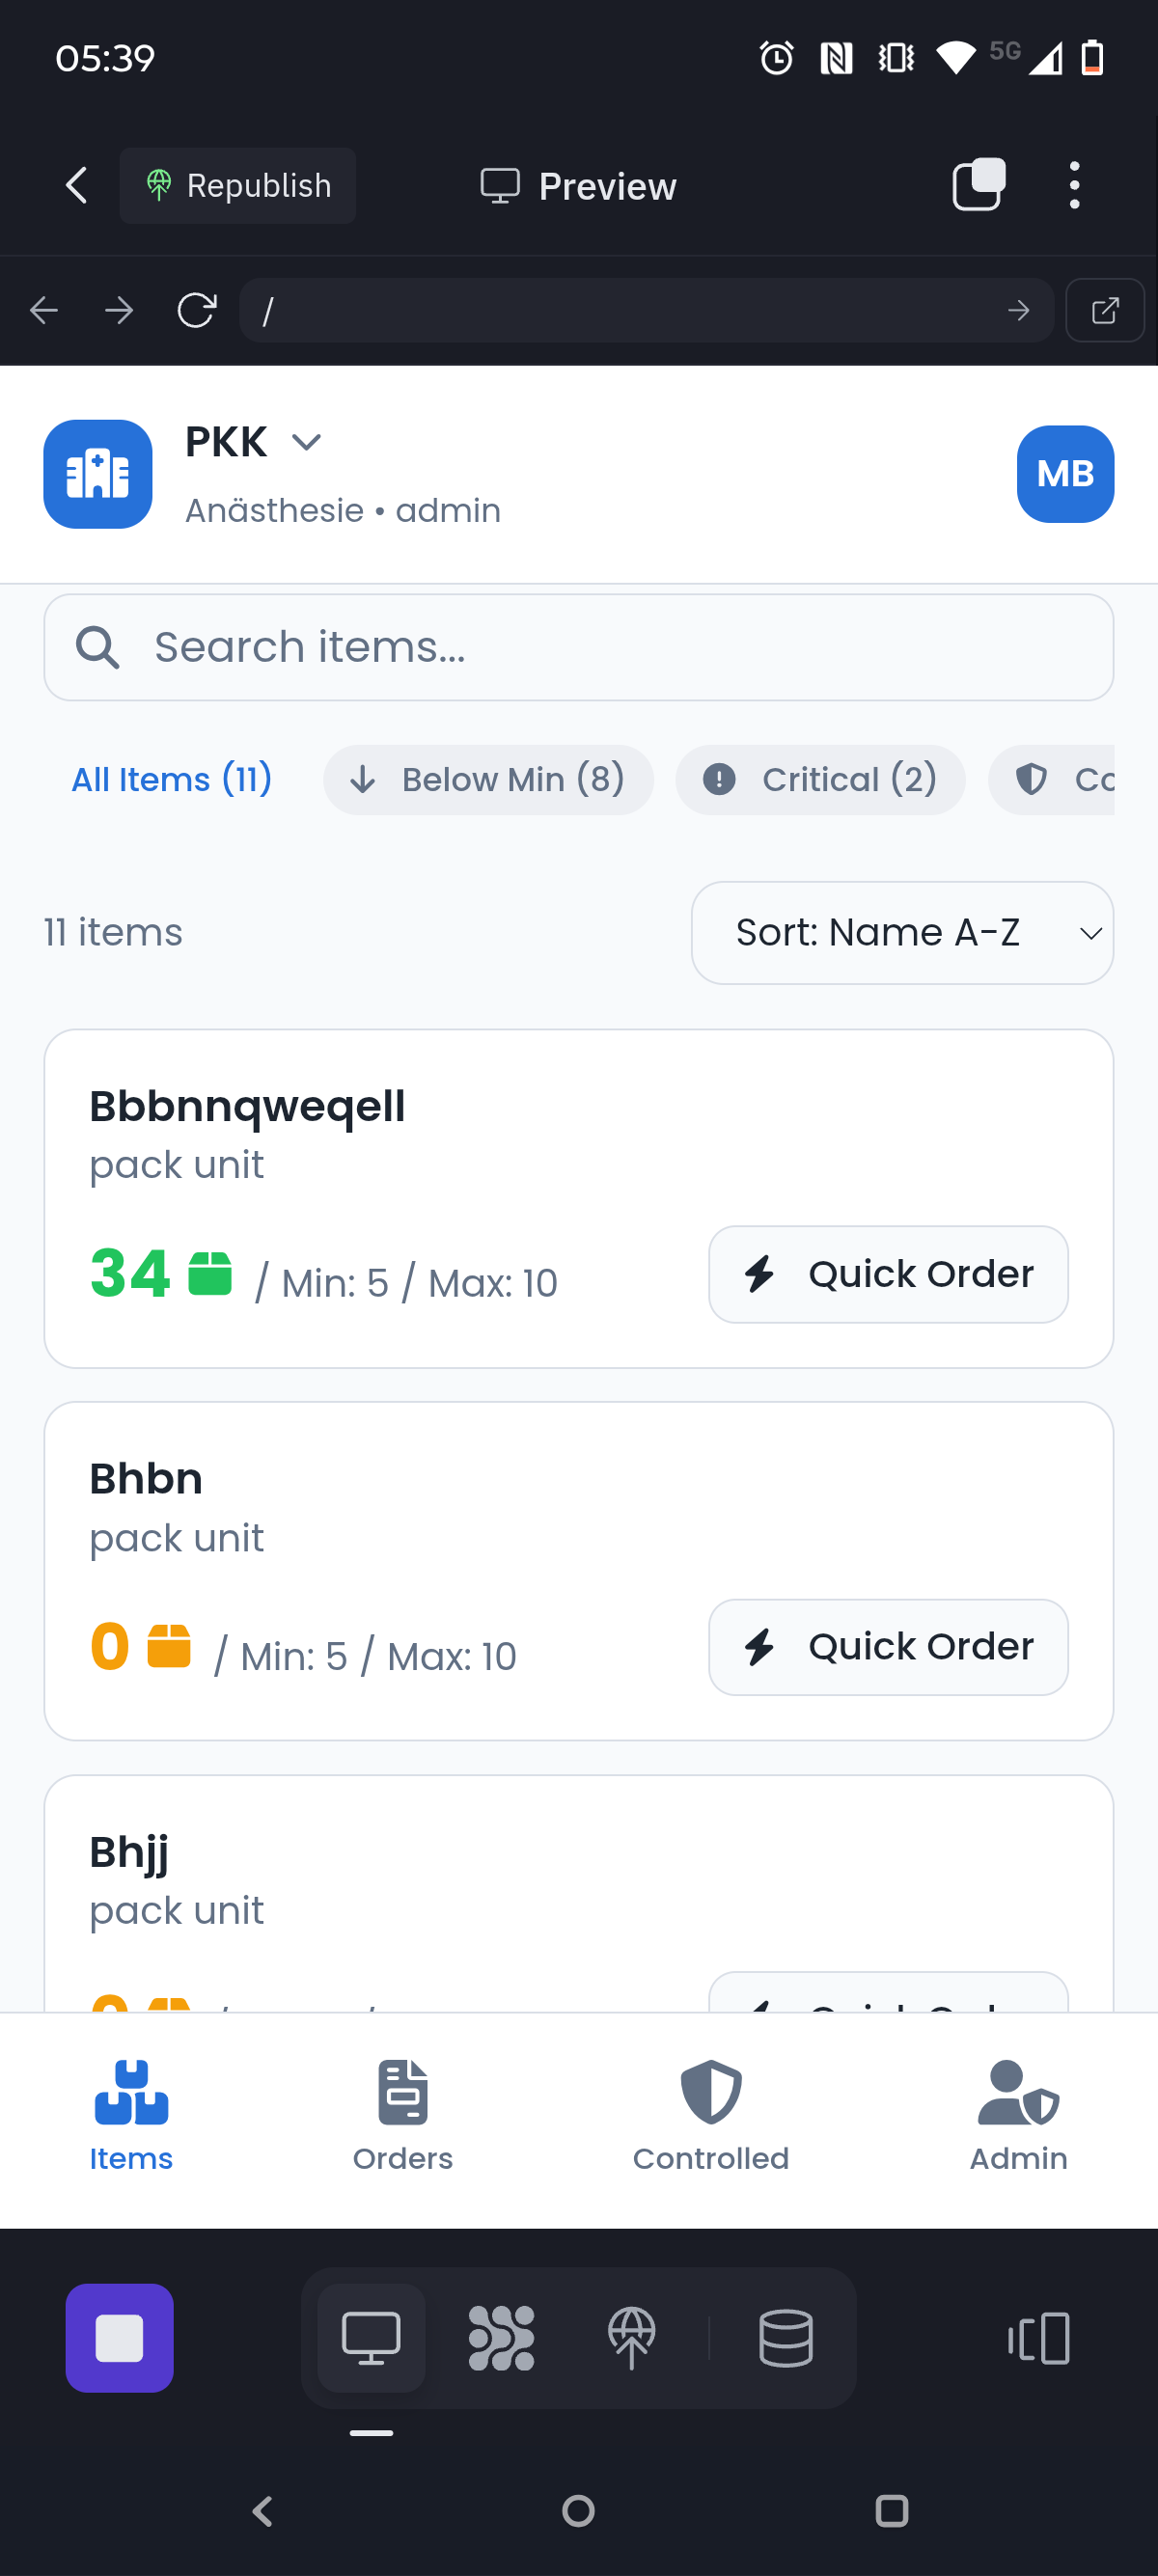 05:39
5G
Republish
Preview
/
PKK
Anästhesie • admin
MB
Search items...
All Items (11)
Below Min (8)
Critical (2)
11 items
Sort: Name A-Z
Bbbnnqweqell
pack unit
34 / Min: 5 / Max: 10
Quick Order
Bhbn
pack unit
0 / Min: 5 / Max: 10
Quick Order
Bhjj
pack unit
Items
Orders
Controlled
Admin